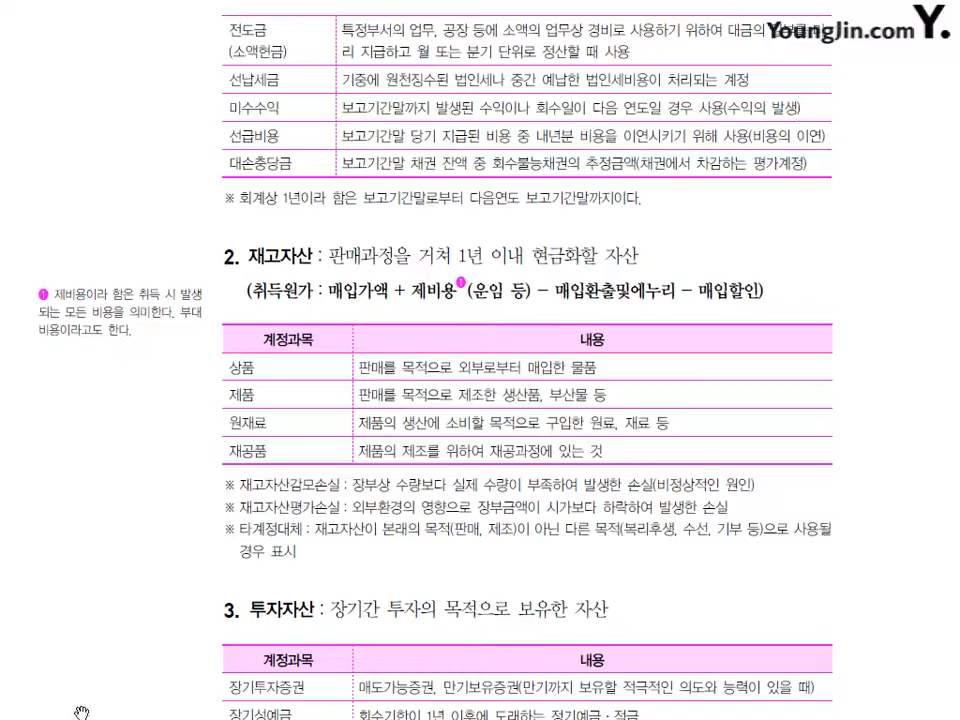 YoungJin.com Y.
전도금
(소액현금)
특정부서의 업무, 공장 등에 소액의 업무상 경비로 사용하기 위하여 대금의
리 지급하고 월 또는 분기 단위로 정산할 때 사용
선납세금 기중에 원천징수된 법인세나 중간 예납한 법인세비용이 처리되는 계정
미수수익 보고기간말까지 발생된 수익이나 회수일이 다음 연도일 경우 사용(수익의 발생)
선급비용 보고기간말 당기 지급된 비용 중 내년분 비용을 이연시키기 위해 사용(비용의 이연)
대손충당금 보고기간말 채권 잔액 중 회수불능채권의 추정금액(채권에서 차감하는 평가계정)
※ 회계상 1년이라 함은 보고기간말로부터 다음연도 보고기간말까지이다.
2. 재고자산 : 판매과정을 거쳐 1년 이내 현금화할 자산
(취득원가 : 매입가액 + 제비용❶(운임 등) - 매입환출및에누리 - 매입할인)
❶ 제비용이라 함은 취득 시 발생
되는 모든 비용을 의미한다. 부대
비용이라고도 한다.
계정과목 내용
상품 판매를 목적으로 외부로부터 매입한 물품
제품 판매를 목적으로 제조한 생산품, 부산물 등
원재료 제품의 생산에 소비할 목적으로 구입한 원료, 재료 등
재공품 제품의 제조를 위하여 재공과정에 있는 것
※ 재고자산감모손실 : 장부상 수량보다 실제 수량이 부족하여 발생한 손실(비정상적인 원인)
※ 재고자산평가손실 : 외부환경의 영향으로 장부금액이 시가보다 하락하여 발생한 손실
※ 타계정대체 : 재고자산이 본래의 목적(판매, 제조)이 아닌 다른 목적(복리후생, 수선, 기부 등)으로 사용될
경우 표시
3. 투자자산 : 장기간 투자의 목적으로 보유한 자산
계정과목 내용
장기투자증권 매도가능증권, 만기보유증권(만기까지 보유할 적극적인 의도와 능력이 있을 때)
장기성예금 회수기한이 1년 이후에 도래하는 정기예금·적금